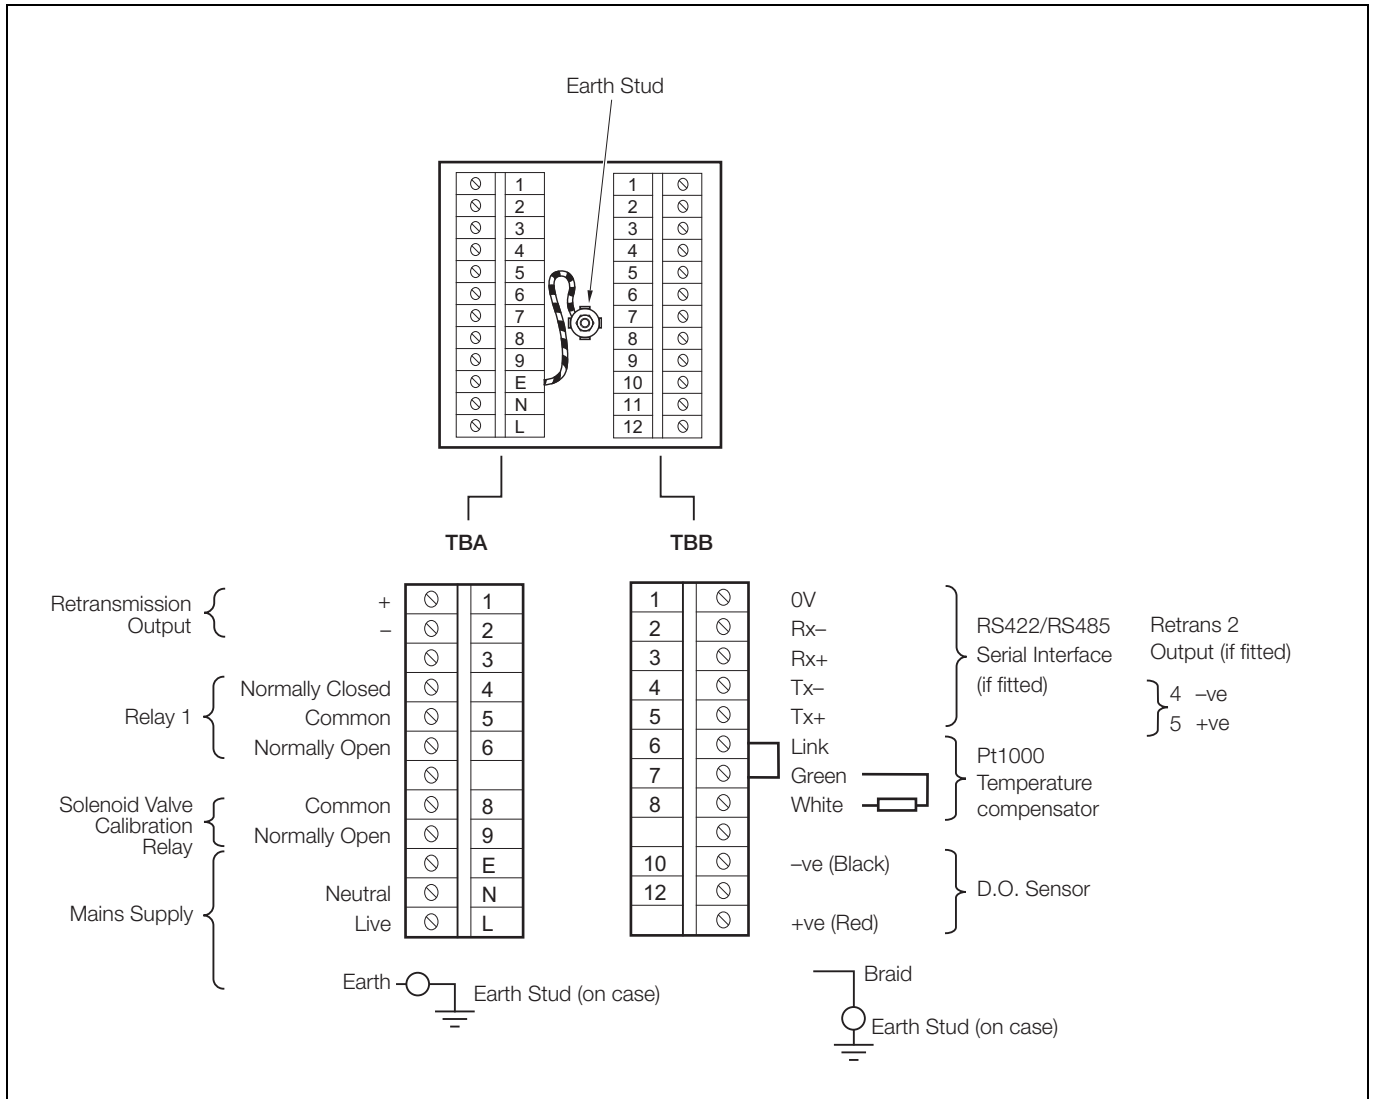 Earth Stud
1 1
2 2
3 3
4 4
5 5
6 6
7 7
8 8
9 9
E 10
N 11
L 12
TBA TBB
Retransmission
Output
+ 1
– 2
3
Relay 1
Normally Closed 4
Common 5
Normally Open 6
Solenoid Valve
Calibration
Relay
Common 8
Normally Open 9
E
Mains Supply
Neutral N
Live L
Earth
Earth Stud (on case)
1 0V
2 Rx–
3 Rx+
4 Tx–
5 Tx+
RS422/RS485
Serial Interface
(if fitted)
Retrans 2
Output (if fitted)
4 –ve
5 +ve
6 Link
7 Green
8 White
Pt1000
Temperature
compensator
10 –ve (Black)
12
+ve (Red)
D.O. Sensor
Braid
Earth Stud (on case)